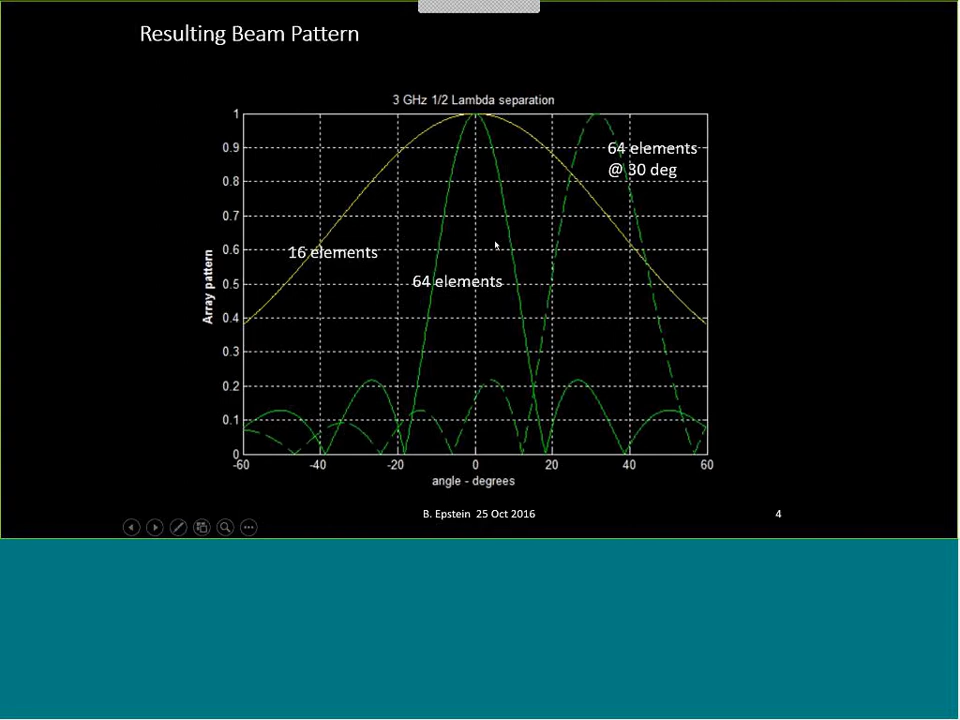 Resulting Beam Pattern
3 GHz 1/2 Lambda separation
1
0.9
0.8
0.7
0.6
0.5
0.4
0.3
0.2
0.1
0
Array pattern
64 elements
@ 30 deg
16 elements
64 elements
-60 -40 -20 0 20 40 60
angle - degrees
B. Epstein 25 Oct 2016
4